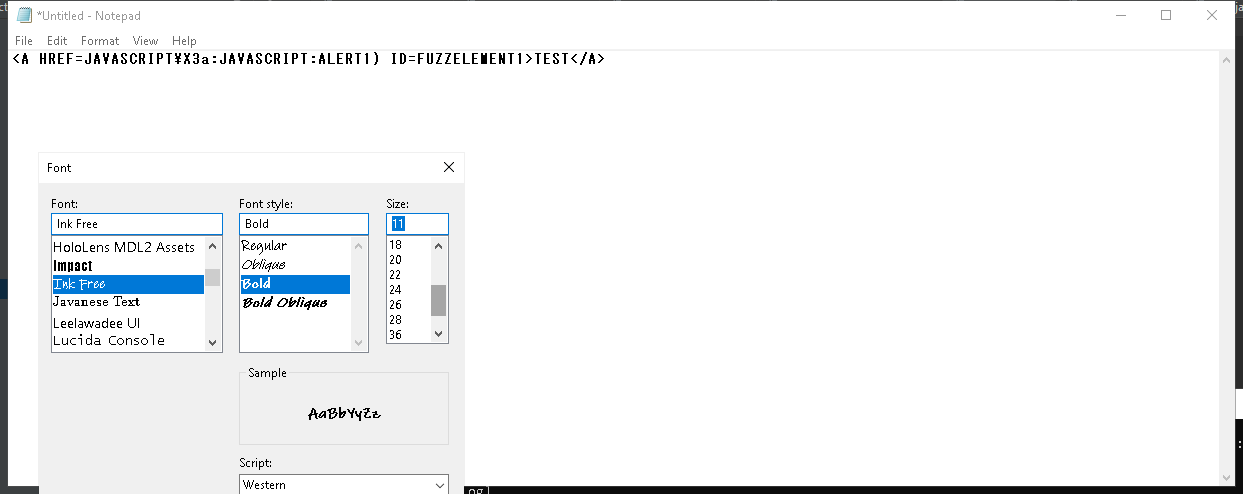 *Untitled - Notepad
File Edit Format View Help
<A HREF=JAVASCRIPT¥X3a:JAVASCRIPT:ALERT1) ID=FUZZELEMENT1>TEST</A>
Font
Font: Font style: Size:
Ink Free Bold 11
HoloLens MDL2 Assets Regular 18
Impact Oblique 20
Ink Free Bold 22
Javanese Text Bold Oblique 24
Leelawadee UI 26
Lucida Console 28
36
Sample
AaBbYyZz
Script:
Western